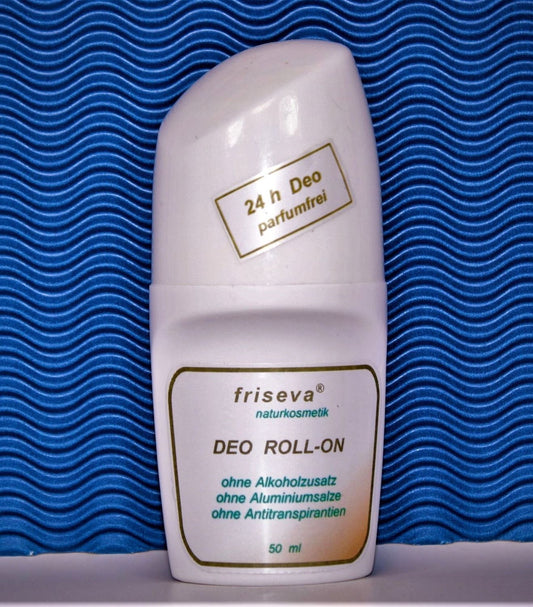 24 h Deo
parfumfrei
friseva®
naturkosmetik
DEO ROLL-ON
ohne Alkoholzusatz
ohne Aluminiumsalze
ohne Antitranspirantien
50 ml